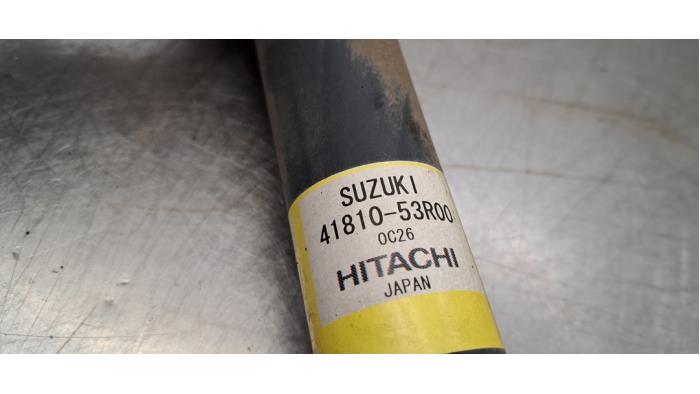 SUZUKI
41810-53R00
0C26
HITACHI
JAPAN